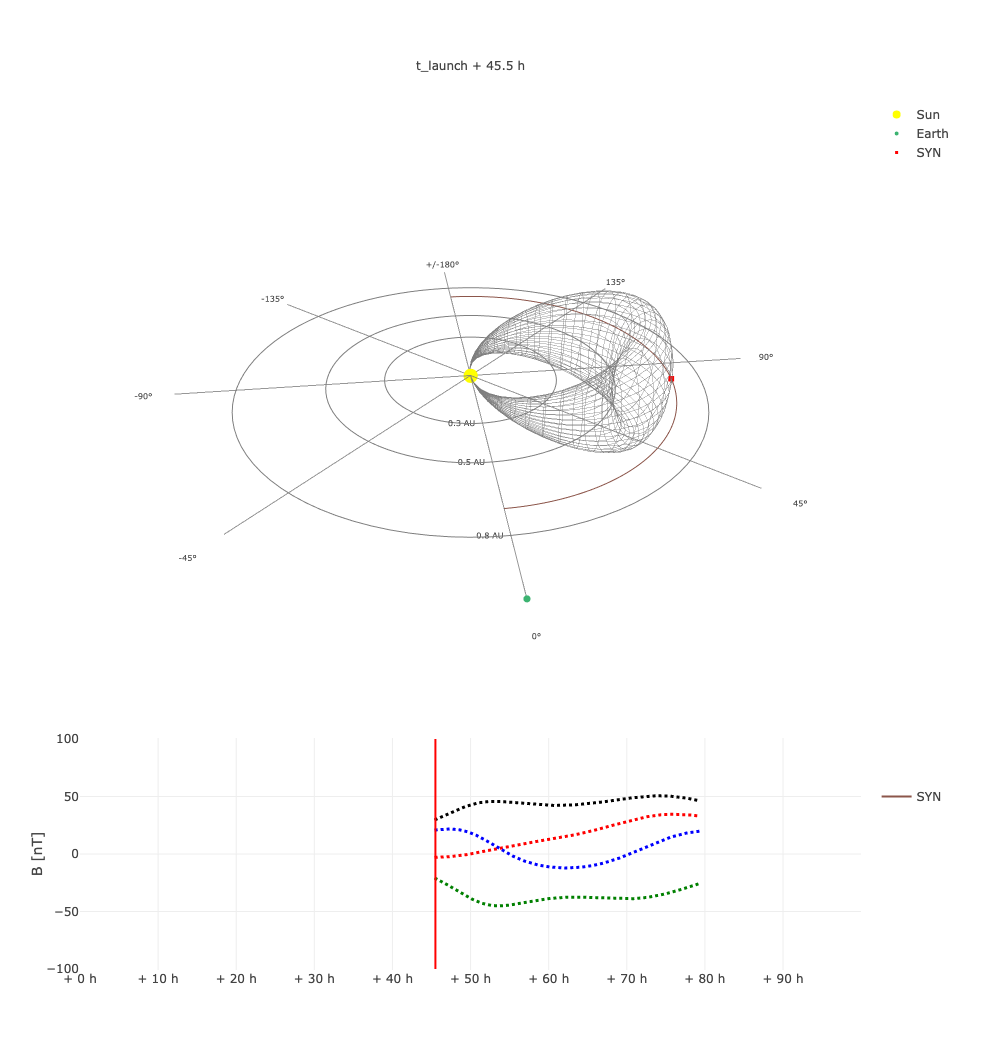 t_launch + 45.5 h
Sun
Earth
SYN
+/-180°
135°
-135°
90°
-90°
0.3 AU
0.5 AU
45°
0.8 AU
-45°
0°
100
50
SYN
0
B [nT]
−50
−100
+ 0 h
+ 10 h
+ 20 h
+ 30 h
+ 40 h
+ 50 h
+ 60 h
+ 70 h
+ 80 h
+ 90 h